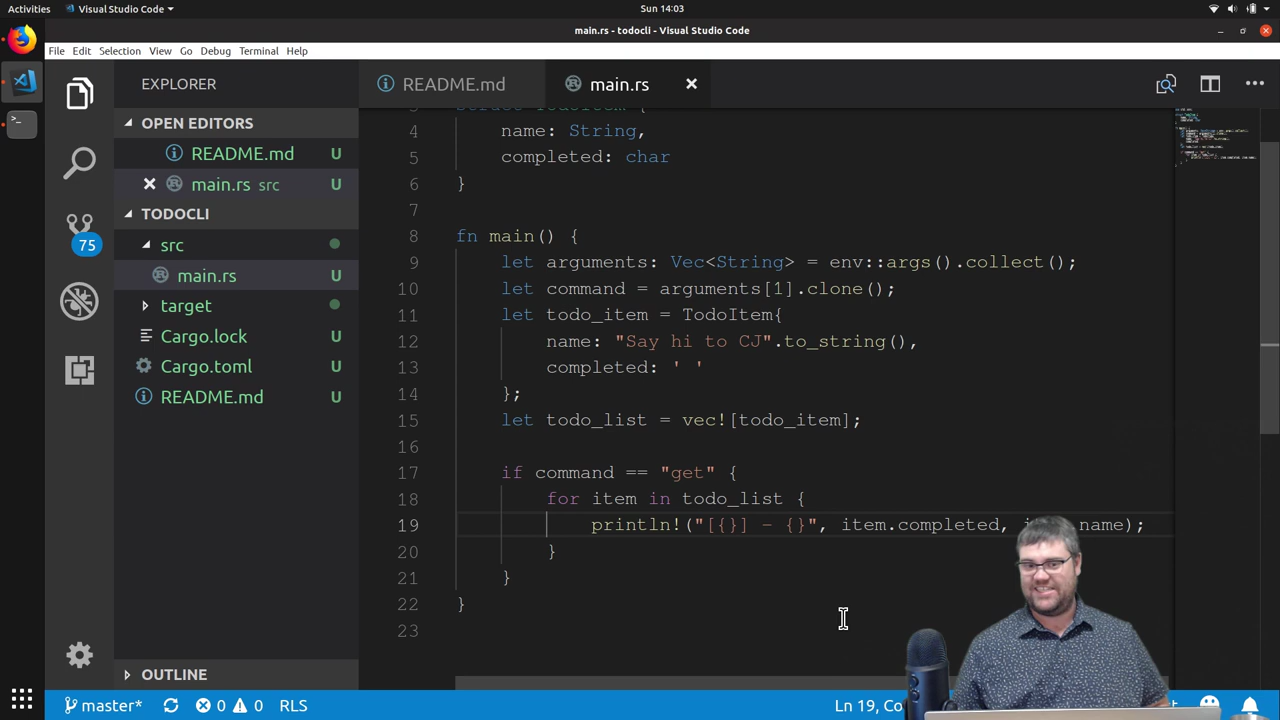 Activities
Visual Studio Code
Sun 14:03
main.rs - todocli - Visual Studio Code
File Edit Selection View Go Debug Terminal Help
EXPLORER
OPEN EDITORS
README.md U
main.rs src U
TODOCLI
src
main.rs U
target
Cargo.lock U
Cargo.toml U
README.md U
OUTLINE
75
README.md
main.rs
4 name: String,
5 completed: char
6 }
7
8 fn main() {
9 let arguments: Vec<String> = env::args().collect();
10 let command = arguments[1].clone();
11 let todo_item = TodoItem{
12 name: "Say hi to CJ".to_string(),
13 completed: ' '
14 };
15 let todo_list = vec![todo_item];
16
17 if command == "get" {
18 for item in todo_list {
19 println!("[{}] - {}", item.completed, name);
20 }
21 }
22 }
23
master*
0 0
RLS
Ln 19, Co